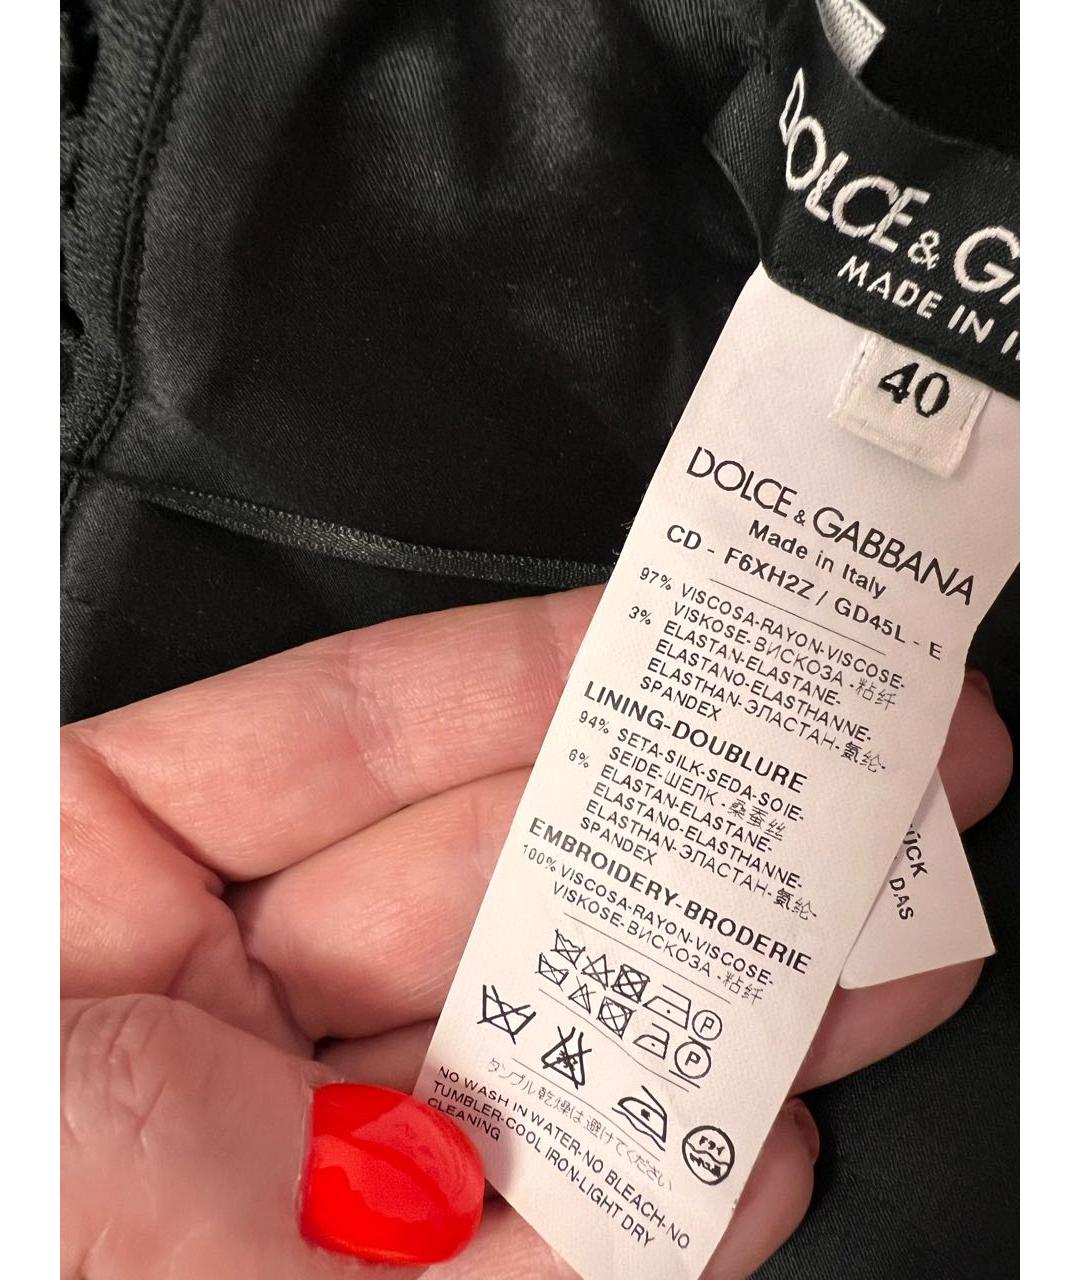 DOLCE & GA
MADE IN I
40
DOLCE & GABBANA
Made in Italy
CD - F6XH2Z / GD45L - E
97% VISCOSA-RAYON-VISCOSE-
VISKOSE-ВИСКОЗА -粘纤
3% ELASTAN-ELASTANE-
ELASTANO-ELASTHANNE-
ELASTHAN-ЭЛАСТАН-氨纶-
SPANDEX
LINING-DOUBLURE
94% SETA-SILK-SEDA-SOIE-
SEIDE-ШЕЛК -桑蚕丝
6% ELASTAN-ELASTANE-
ELASTANO-ELASTHANNE-
ELASTHAN-ЭЛАСТАН-氨纶-
SPANDEX
EMBROIDERY-BRODERIE
100% VISCOSA-RAYON-VISCOSE-
VISKOSE-ВИСКОЗА -粘纤
P
P
ドライ
タンブル乾燥は避けてください
NO WASH IN WATER-NO BLEACH-NO
TUMBLER-COOL IRON-LIGHT DRY
CLEANING
ÜCK
DAS